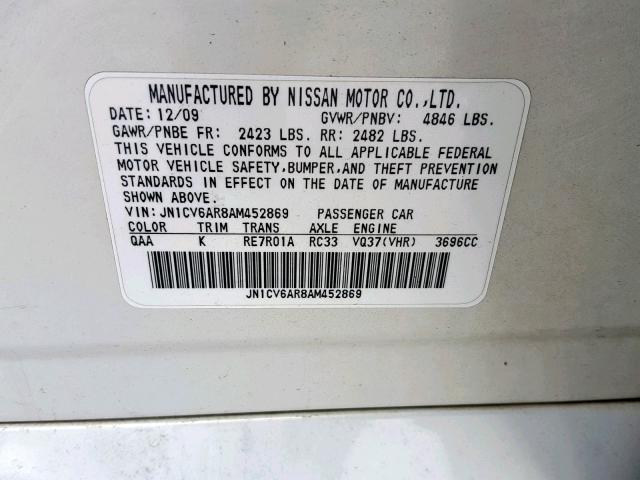 MANUFACTURED BY NISSAN MOTOR CO.,LTD.
DATE: 12/09 GVWR/PNBV: 4846 LBS.
GAWR/PNBE FR: 2423 LBS. RR: 2482 LBS.
THIS VEHICLE CONFORMS TO ALL APPLICABLE FEDERAL
MOTOR VEHICLE SAFETY,BUMPER,AND THEFT PREVENTION
STANDARDS IN EFFECT ON THE DATE OF MANUFACTURE
SHOWN ABOVE.
VIN: JN1CV6AR8AM452869 PASSENGER CAR
COLOR TRIM TRANS AXLE ENGINE
QAA K RE7R01A RC33 VQ37(VHR) 3696CC
JN1CV6AR8AM452869